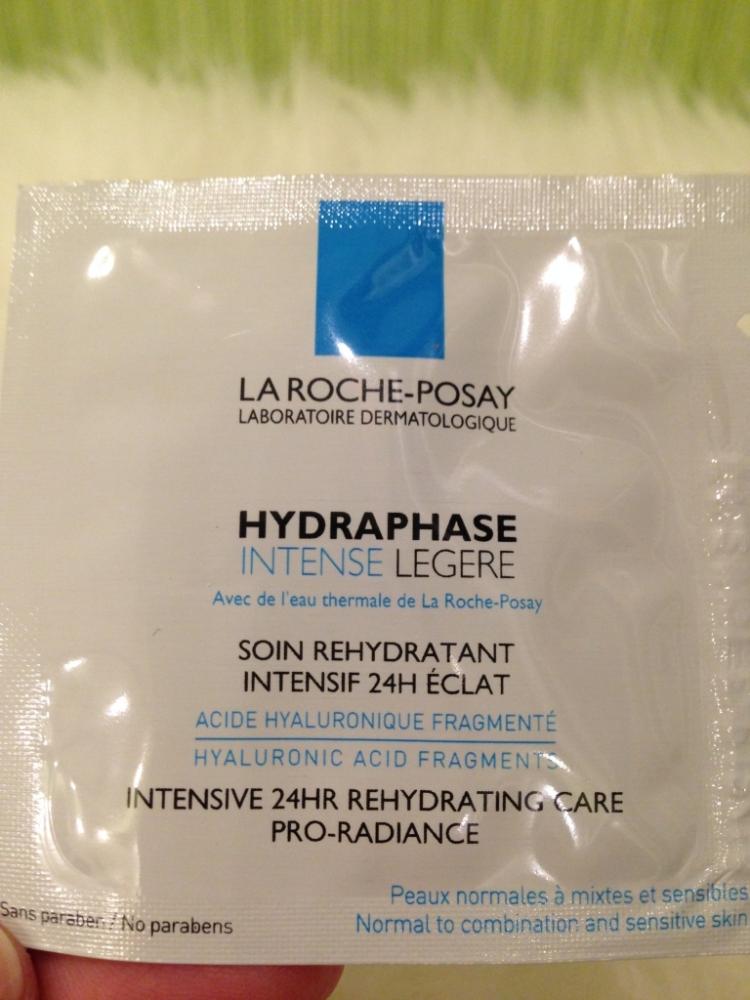 LA ROCHE-POSAY
LABORATOIRE DERMATOLOGIQUE
HYDRAPHASE
INTENSE LEGERE
Avec de l'eau thermale de La Roche-Posay
SOIN REHYDRATANT
INTENSIF 24H ÉCLAT
ACIDE HYALURONIQUE FRAGMENTÉ
HYALURONIC ACID FRAGMENTS
INTENSIVE 24HR REHYDRATING CARE
PRO-RADIANCE
Peaux normales à mixtes et sensibles
Normal to combination and sensitive skin
Sans paraben / No parabens